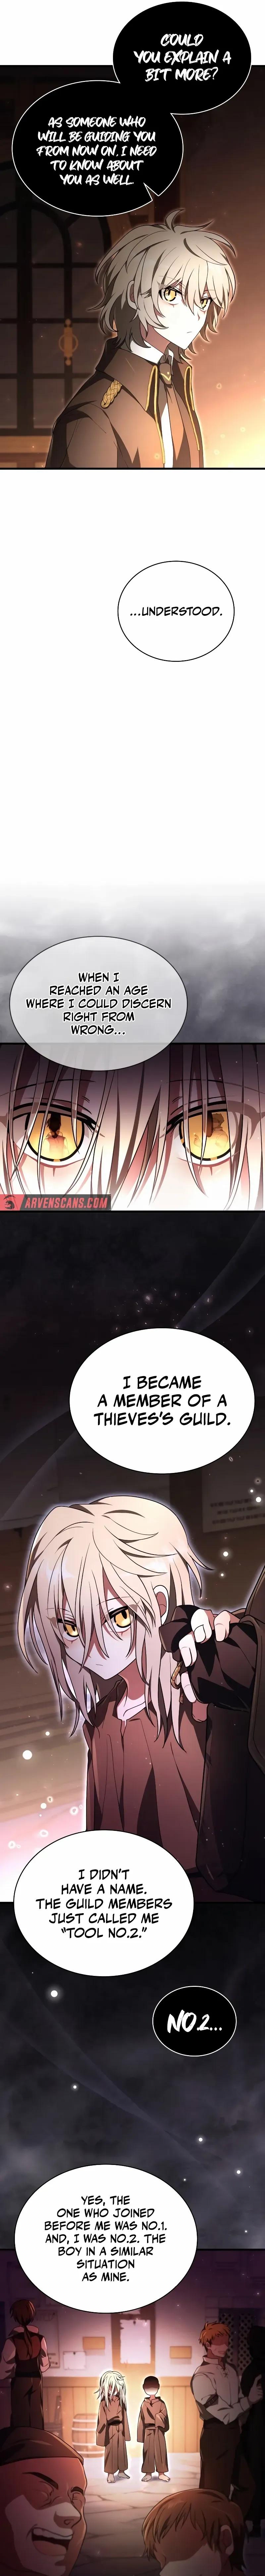 COULD
YOU EXPLAIN A
BIT MORE?
AS SOMEONE WHO
WILL BE GUIDING YOU
FROM NOW ON, I NEED
TO KNOW ABOUT
YOU AS WELL.
...UNDERSTOOD.
WHEN I
REACHED AN AGE
WHERE I COULD DISCERN
RIGHT FROM
WRONG...
ARVENSCANS.COM
I BECAME
A MEMBER OF A
THIEVES'S GUILD.
I DIDN'T
HAVE A NAME.
THE GUILD MEMBERS
JUST CALLED ME
"TOOL NO.2."
NO.2...
YES, THE
ONE WHO JOINED
BEFORE ME WAS NO.1.
AND, I WAS NO.2. THE
BOY IN A SIMILAR
SITUATION
AS MINE.